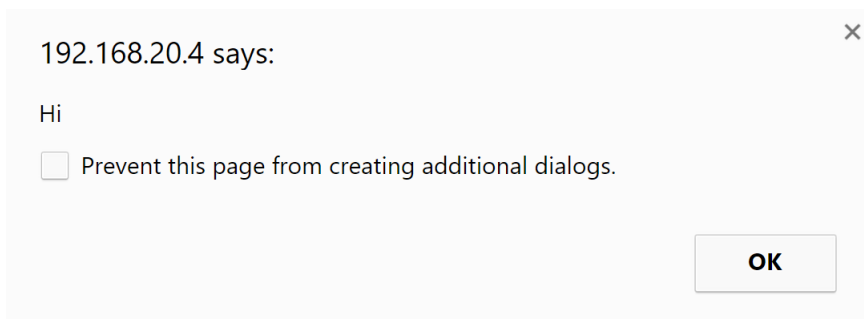 192.168.20.4 says:
Hi
Prevent this page from creating additional dialogs.
OK